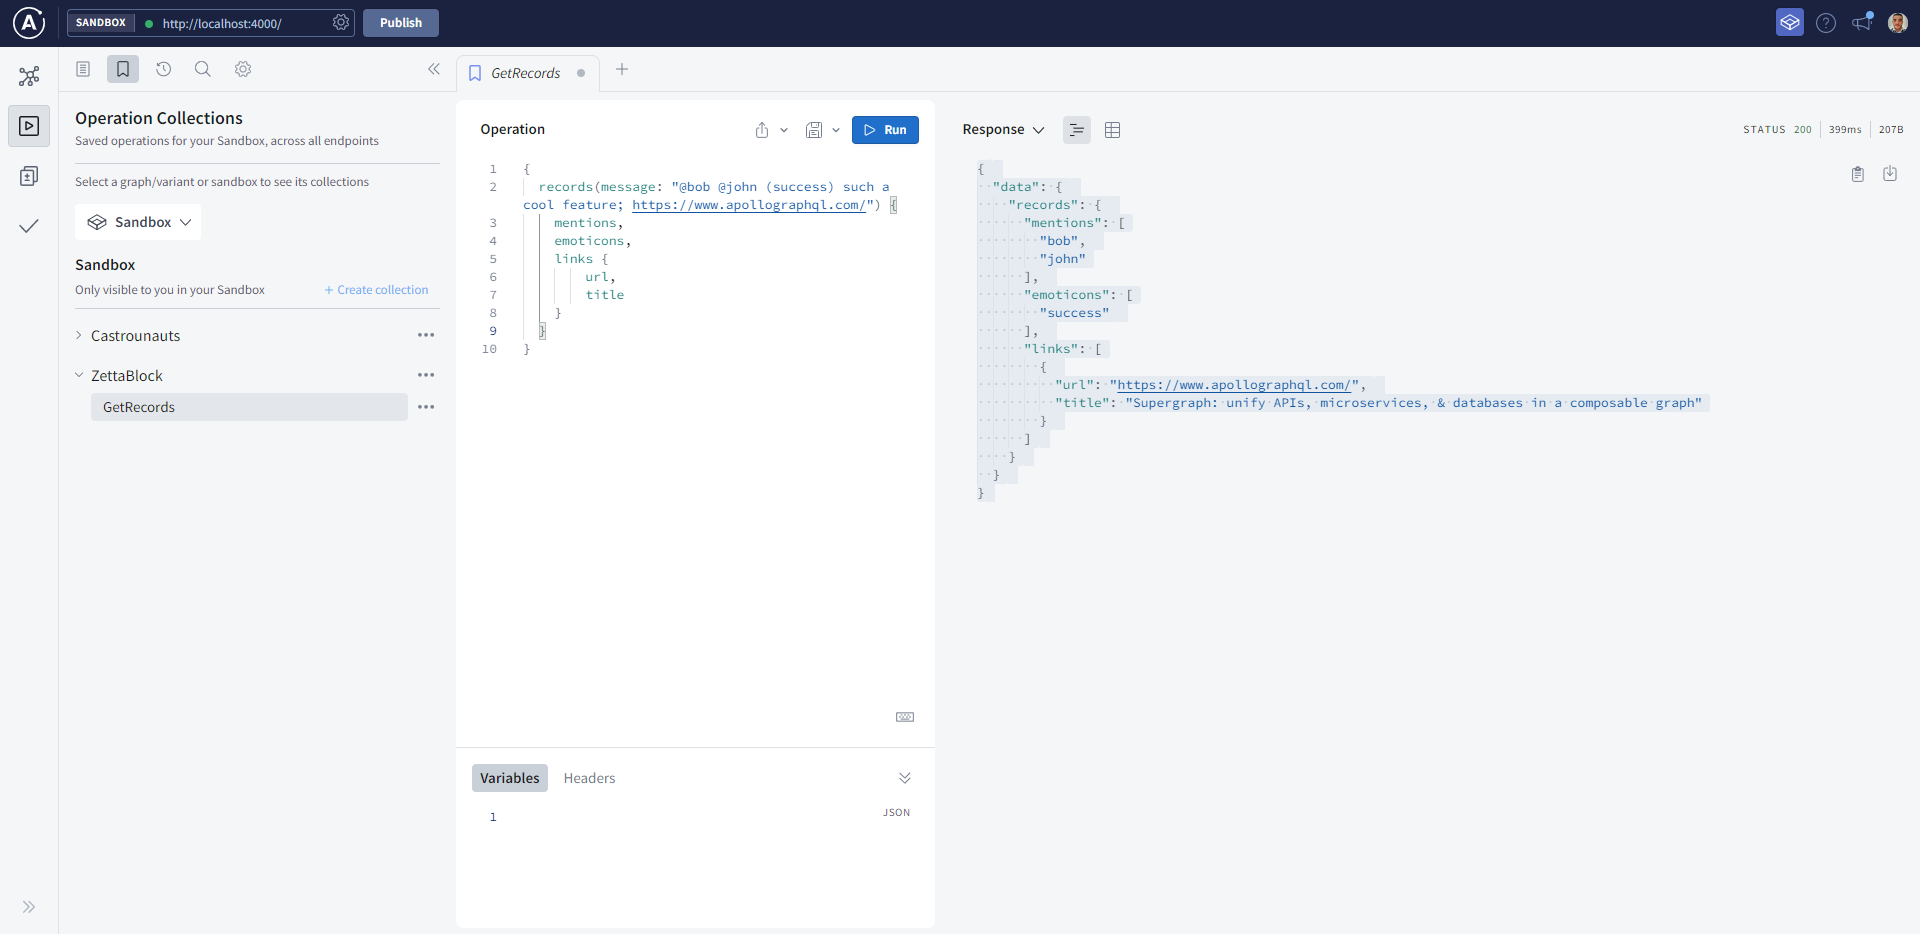 SANDBOX http://localhost:4000/ Publish
GetRecords
Operation Collections
Saved operations for your Sandbox, across all endpoints
Select a graph/variant or sandbox to see its collections
Sandbox
Sandbox
Only visible to you in your Sandbox + Create collection
Castrounauts
ZettaBlock
GetRecords
Operation
Run
1 {
2 records(message: "@bob @john (success) such a
cool feature; https://www.apollographql.com/") {
3 mentions,
4 emoticons,
5 links {
6 url,
7 title
8 }
9 }
10 }
Variables Headers
JSON
1
Response
STATUS 200 399ms 207B
{
"data": {
"records": {
"mentions": [
"bob",
"john"
],
"emoticons": [
"success"
],
"links": [
{
"url": "https://www.apollographql.com/",
"title": "Supergraph: unify APIs, microservices, & databases in a composable graph"
}
]
}
}
}